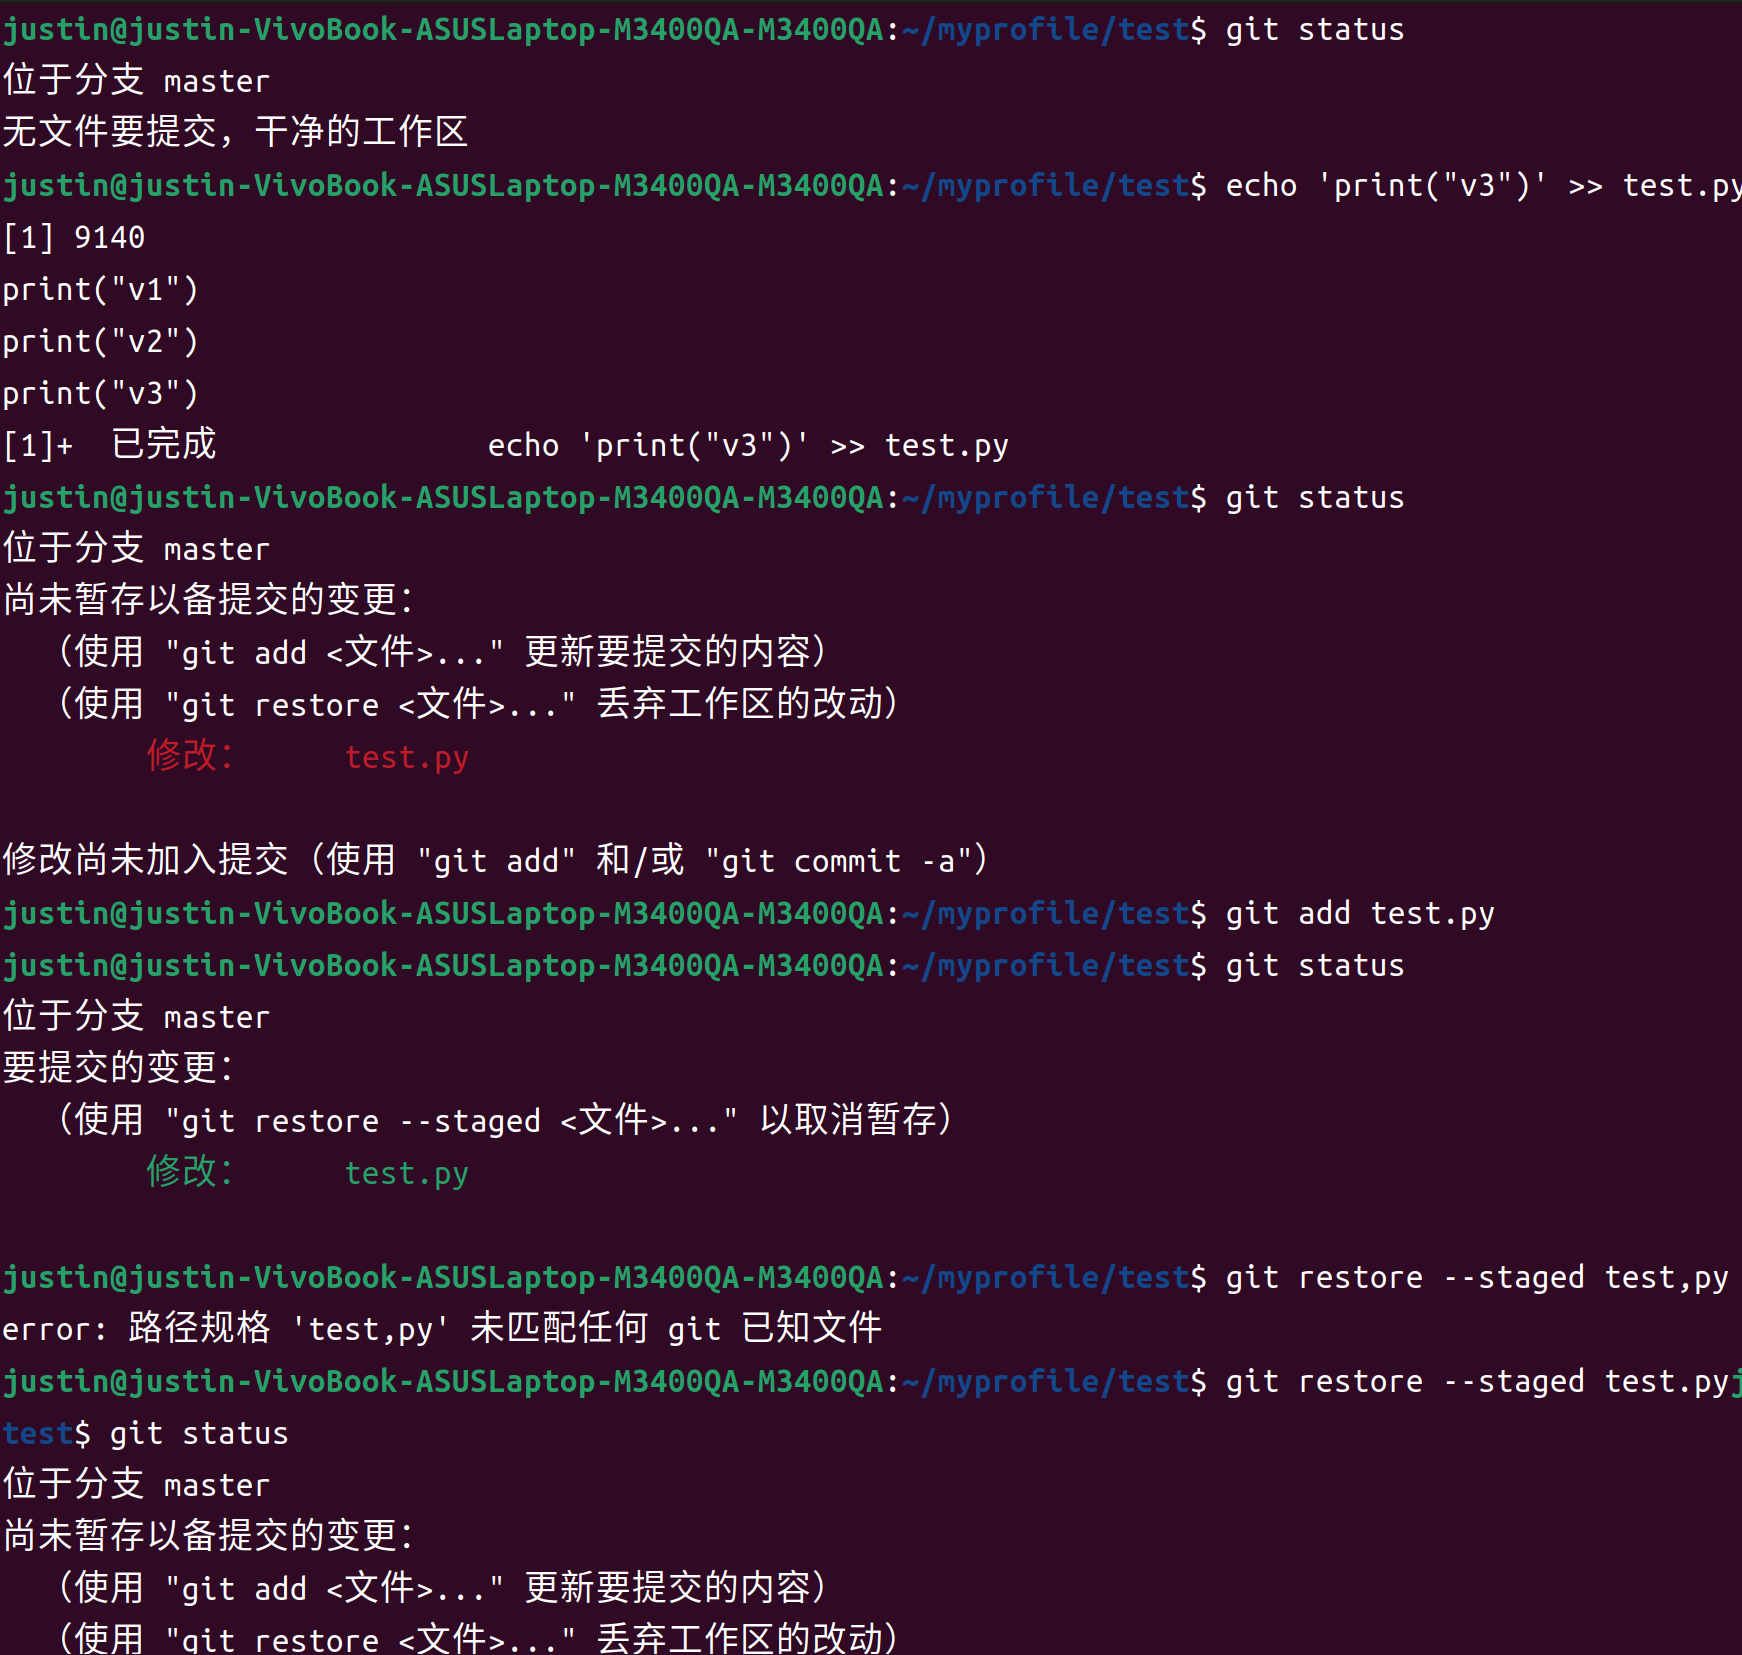 justin@justin-VivoBook-ASUSLaptop-M3400QA-M3400QA:~/myprofile/test$ git status
位于分支 master
无文件要提交，干净的工作区
justin@justin-VivoBook-ASUSLaptop-M3400QA-M3400QA:~/myprofile/test$ echo 'print("v3")' >> test.py
[1] 9140
print("v1")
print("v2")
print("v3")
[1]+  已完成               echo 'print("v3")' >> test.py
justin@justin-VivoBook-ASUSLaptop-M3400QA-M3400QA:~/myprofile/test$ git status
位于分支 master
尚未暂存以备提交的变更：
  （使用 "git add <文件>..." 更新要提交的内容）
  （使用 "git restore <文件>..." 丢弃工作区的改动）
        修改：     test.py
修改尚未加入提交（使用 "git add" 和/或 "git commit -a"）
justin@justin-VivoBook-ASUSLaptop-M3400QA-M3400QA:~/myprofile/test$ git add test.py
justin@justin-VivoBook-ASUSLaptop-M3400QA-M3400QA:~/myprofile/test$ git status
位于分支 master
要提交的变更：
  （使用 "git restore --staged <文件>..." 以取消暂存）
        修改：     test.py
justin@justin-VivoBook-ASUSLaptop-M3400QA-M3400QA:~/myprofile/test$ git restore --staged test,py
error: 路径规格 'test,py' 未匹配任何 git 已知文件
justin@justin-VivoBook-ASUSLaptop-M3400QA-M3400QA:~/myprofile/test$ git restore --staged test.pyj
test$ git status
位于分支 master
尚未暂存以备提交的变更：
  （使用 "git add <文件>..." 更新要提交的内容）
  （使用 "git restore <文件>..." 丢弃工作区的改动）